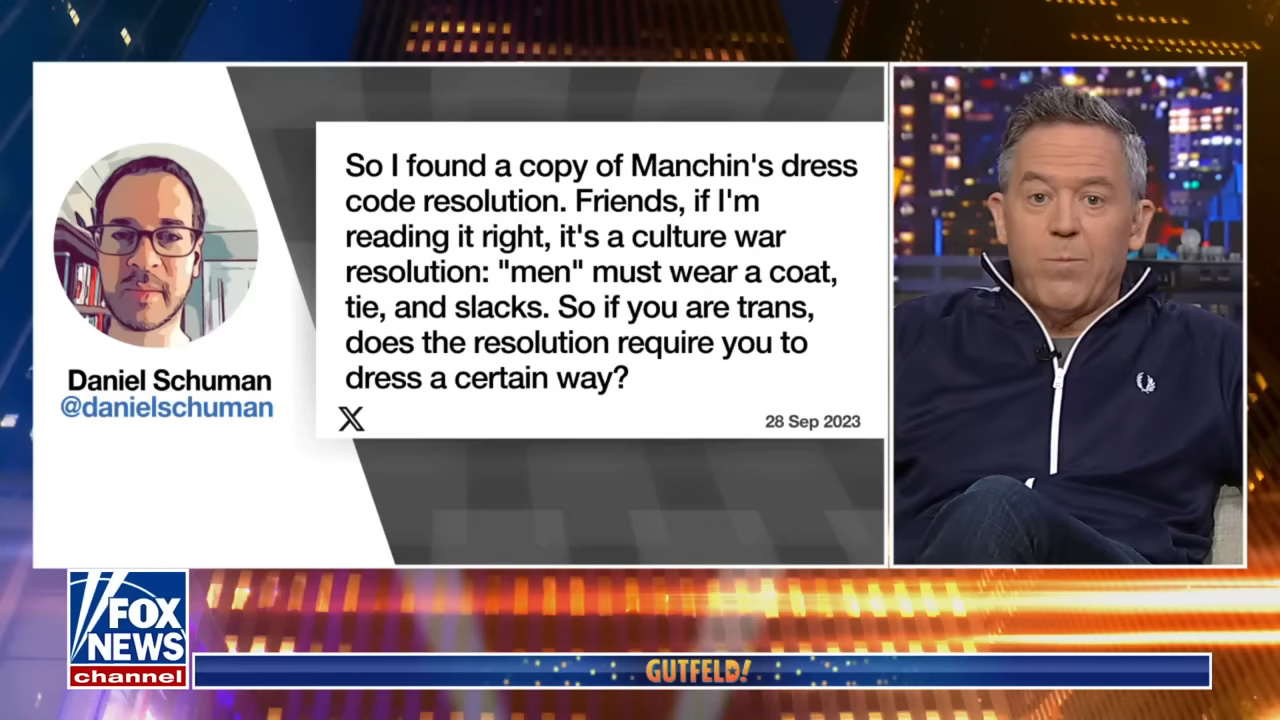 So I found a copy of Manchin's dress
code resolution. Friends, if I'm
reading it right, it's a culture war
resolution: "men" must wear a coat,
tie, and slacks. So if you are trans,
does the resolution require you to
dress a certain way?
Daniel Schuman
@danielschuman
X
28 Sep 2023
FOX
NEWS
channel
GUTFELD!